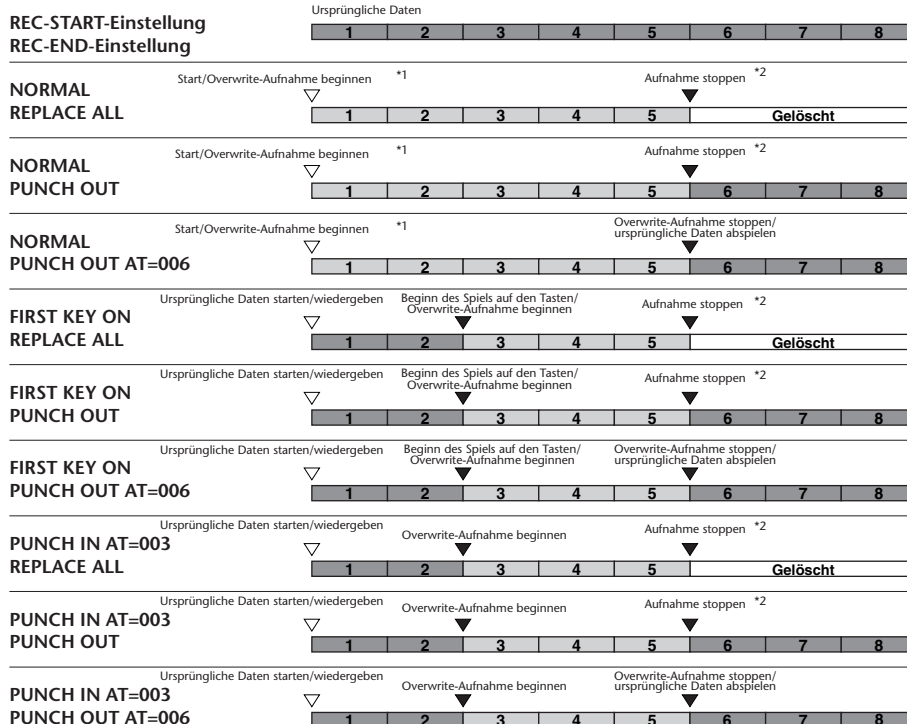 Ursprüngliche Daten
REC-START-Einstellung
REC-END-Einstellung
1 2 3 4 5 6 7 8
Start/Overwrite-Aufnahme beginnen *1 Aufnahme stoppen *2
NORMAL
REPLACE ALL
1 2 3 4 5 Gelöscht
Start/Overwrite-Aufnahme beginnen *1 Aufnahme stoppen *2
NORMAL
PUNCH OUT
1 2 3 4 5 6 7 8
Start/Overwrite-Aufnahme beginnen *1 Overwrite-Aufnahme stoppen/
ursprüngliche Daten abspielen
NORMAL
PUNCH OUT AT=006
1 2 3 4 5 6 7 8
Ursprüngliche Daten starten/wiedergeben Beginn des Spiels auf den Tasten/
Overwrite-Aufnahme beginnen Aufnahme stoppen *2
FIRST KEY ON
REPLACE ALL
1 2 3 4 5 Gelöscht
Ursprüngliche Daten starten/wiedergeben Beginn des Spiels auf den Tasten/
Overwrite-Aufnahme beginnen Aufnahme stoppen *2
FIRST KEY ON
PUNCH OUT
1 2 3 4 5 6 7 8
Ursprüngliche Daten starten/wiedergeben Beginn des Spiels auf den Tasten/ Overwrite-Aufnahme stoppen/
Overwrite-Aufnahme beginnen ursprüngliche Daten abspielen
FIRST KEY ON
PUNCH OUT AT=006
1 2 3 4 5 6 7 8
Ursprüngliche Daten starten/wiedergeben Overwrite-Aufnahme beginnen Aufnahme stoppen *2
PUNCH IN AT=003
REPLACE ALL
1 2 3 4 5 Gelöscht
Ursprüngliche Daten starten/wiedergeben Overwrite-Aufnahme beginnen Aufnahme stoppen *2
PUNCH IN AT=003
PUNCH OUT
1 2 3 4 5 6 7 8
Ursprüngliche Daten starten/wiedergeben Overwrite-Aufnahme beginnen Overwrite-Aufnahme stoppen/
ursprüngliche Daten abspielen
PUNCH IN AT=003
PUNCH OUT AT=006
1 2 3 4 5 6 7 8